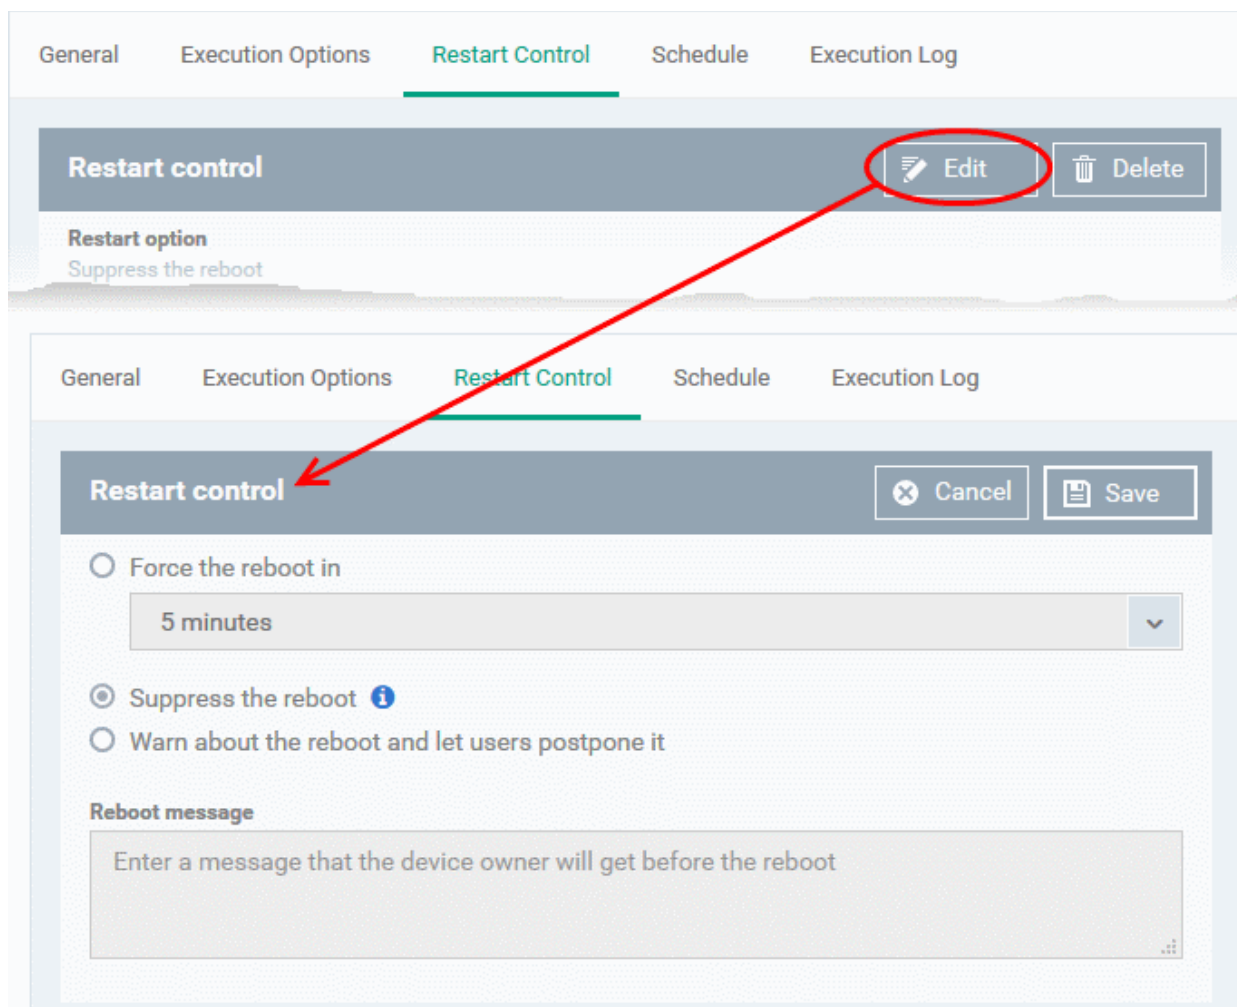 General Execution Options Restart Control Schedule Execution Log
Restart control Edit Delete
Restart option
Suppress the reboot
General Execution Options Restart Control Schedule Execution Log
Restart control Cancel Save
Force the reboot in
5 minutes
Suppress the reboot
Warn about the reboot and let users postpone it
Reboot message
Enter a message that the device owner will get before the reboot